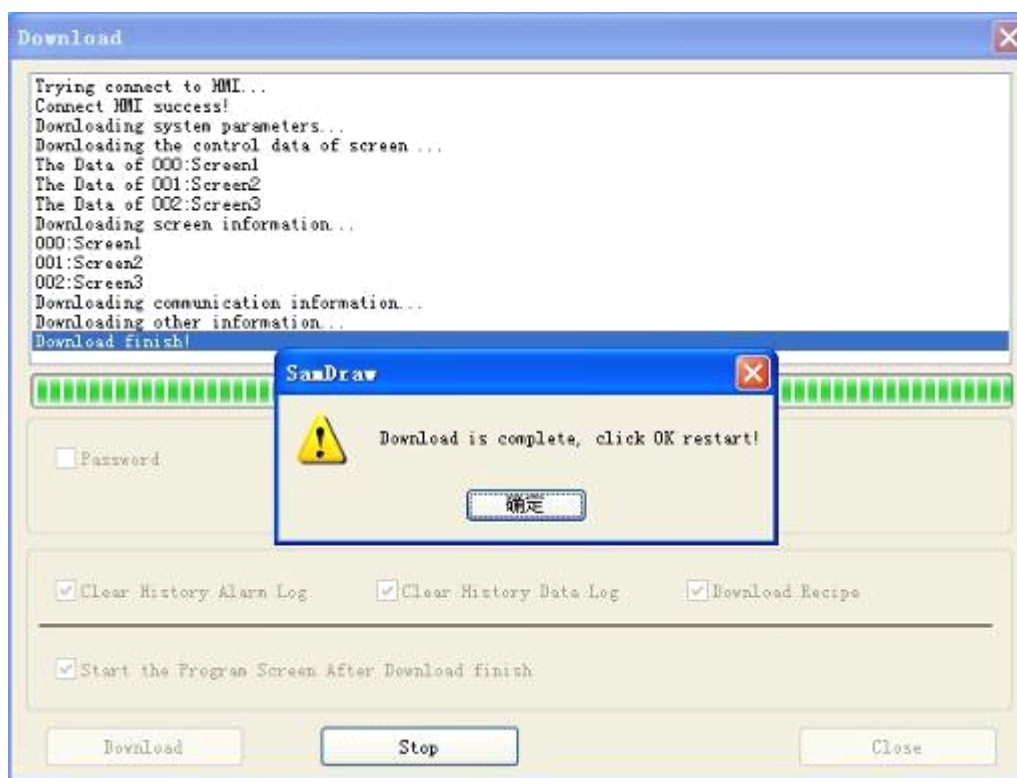 Download
Trying connect to HMI...
Connect HMI success!
Downloading system parameters...
Downloading the control data of screen ...
The Data of 000:Screen1
The Data of 001:Screen2
The Data of 002:Screen3
Downloading screen information...
000:Screen1
001:Screen2
002:Screen3
Downloading communication information...
Downloading other information...
Download finish!
SamDraw
Download is complete, click OK restart!
确定
Password
Clear History Alarm Log Clear History Data Log Download Recipe
Start the Program Screen After Download finish
Download Stop Close